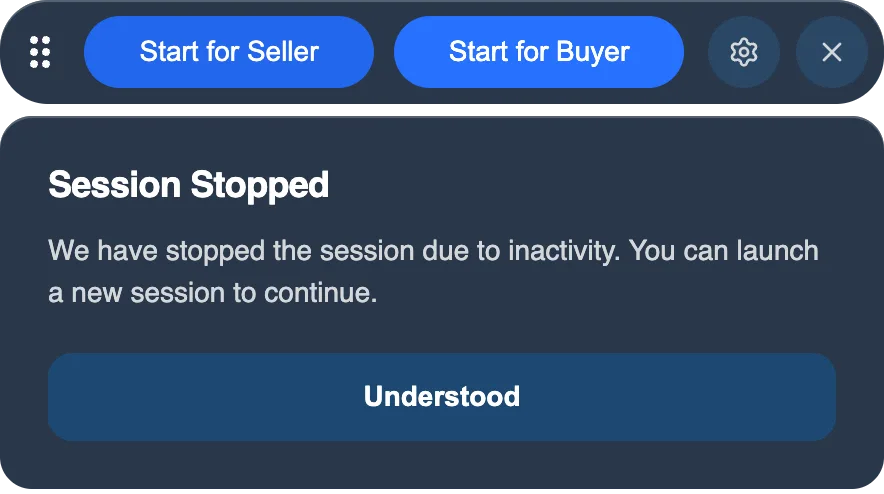 Start for Seller
Start for Buyer
Session Stopped
We have stopped the session due to inactivity. You can launch
a new session to continue.
Understood